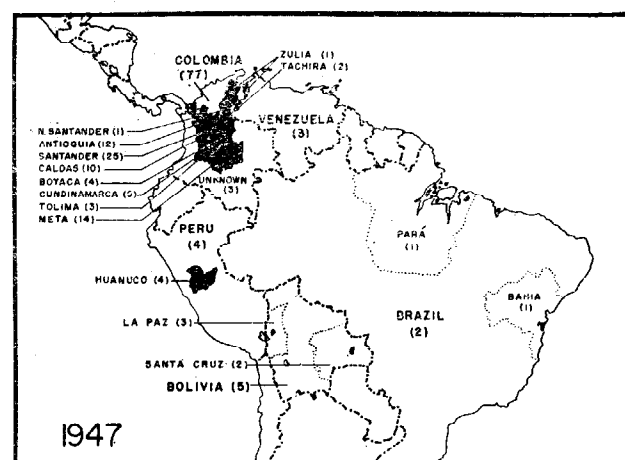 COLOMBIA
(77)
ZULIA (1)
TACHIRA (2)
N. SANTANDER (1)
ANTIOQUIA (12)
SANTANDER (25)
CALDAS (10)
BOYACA (4)
CUNDINAMARCA (5)
TOLIMA (3)
META (14)
VENEZUELA
(3)
UNKNOWN
(3)
PERU
(4)
HUANUCO (4)
PARÁ
(1)
BAHIA
(1)
BRAZIL
(2)
LA PAZ (3)
SANTA CRUZ (2)
BOLIVIA (5)
1947